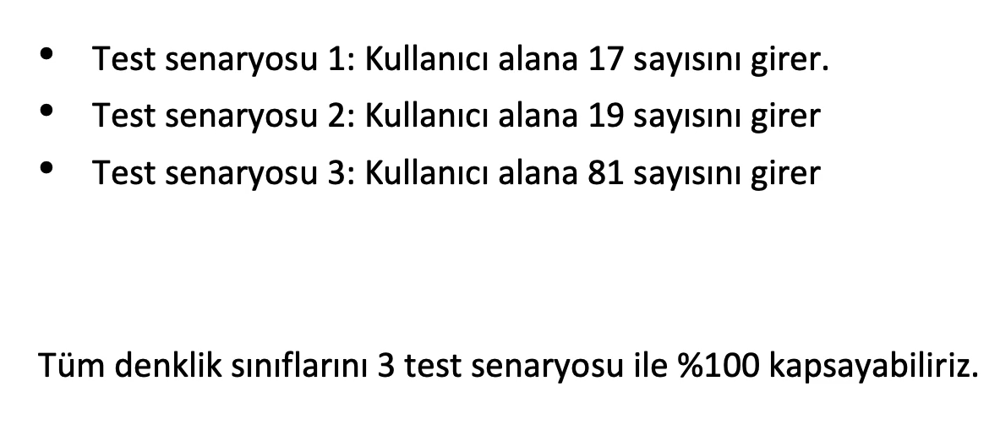 • Test senaryosu 1: Kullanıcı alana 17 sayısını girer.
• Test senaryosu 2: Kullanıcı alana 19 sayısını girer
• Test senaryosu 3: Kullanıcı alana 81 sayısını girer
Tüm denklik sınıflarını 3 test senaryosu ile %100 kapsayabiliriz.